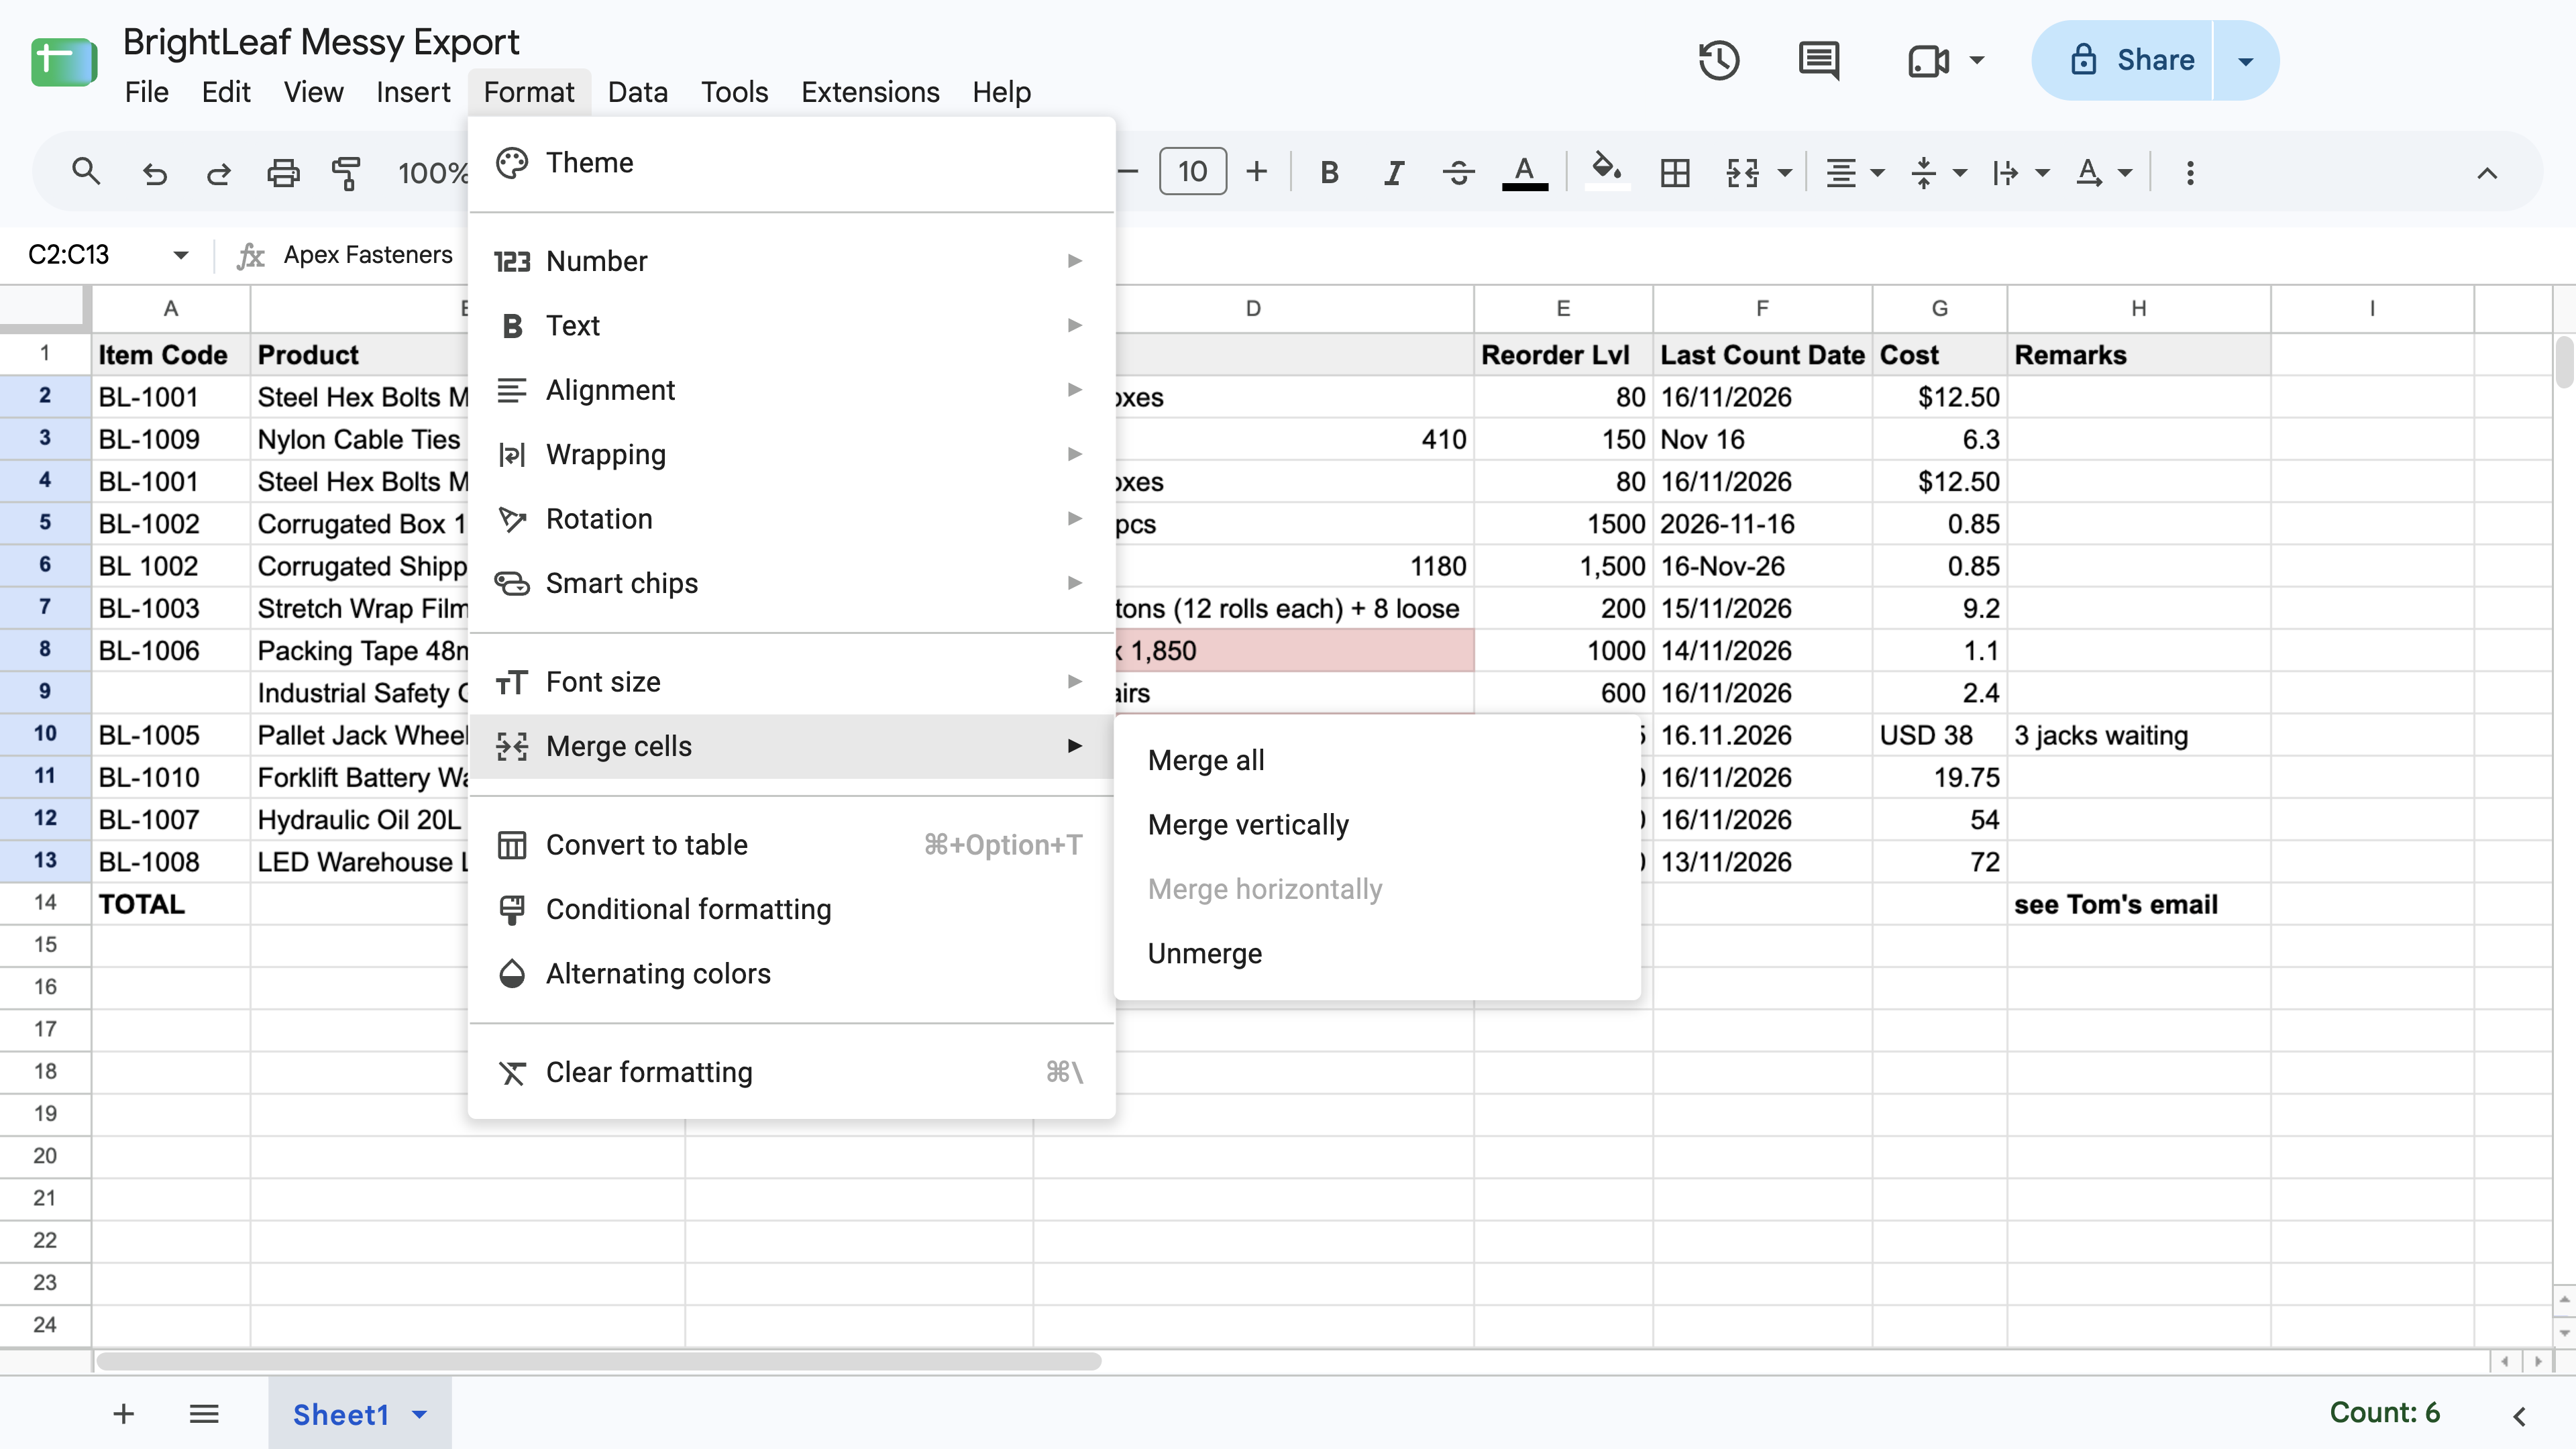 BrightLeaf Messy Export
File Edit View Insert Format Data Tools Extensions Help
Share
100%
10
B I A A
C2:C13 fx Apex Fasteners
Theme
123 Number
B Text
Alignment
Wrapping
Rotation
Smart chips
Font size
Merge cells
Convert to table ⌘+Option+T
Conditional formatting
Alternating colors
Clear formatting ⌘\
Merge all
Merge vertically
Merge horizontally
Unmerge
A D E F G H I
1 Item Code Product Reorder Lvl Last Count Date Cost Remarks
2 BL-1001 Steel Hex Bolts 80 16/11/2026 $12.50
3 BL-1009 Nylon Cable Ties 410 150 Nov 16 6.3
4 BL-1001 Steel Hex Bolts 80 16/11/2026 $12.50
5 BL-1002 Corrugated Box pcs 1500 2026-11-16 0.85
6 BL 1002 Corrugated Shipp 1180 1,500 16-Nov-26 0.85
7 BL-1003 Stretch Wrap Film tons (12 rolls each) + 8 loose 200 15/11/2026 9.2
8 BL-1006 Packing Tape 1,850 1000 14/11/2026 1.1
9 Industrial Safety airs 600 16/11/2026 2.4
10 BL-1005 Pallet Jack Wheel 16.11.2026 USD 38 3 jacks waiting
11 BL-1010 Forklift Battery 16/11/2026 19.75
12 BL-1007 Hydraulic Oil 20L 16/11/2026 54
13 BL-1008 LED Warehouse 13/11/2026 72
14 TOTAL see Tom's email
15
16
17
18
19
20
21
22
23
24
Sheet1
Count: 6